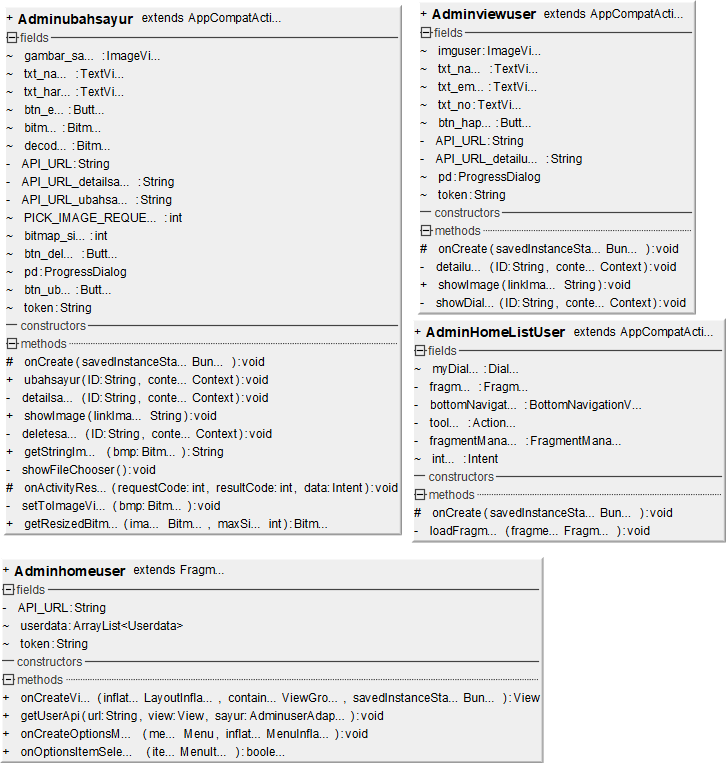 + Adminubahsayur extends AppCompatActi...
fields
~ gambar_sa... : ImageVi...
~ txt_na... : TextVi...
~ txt_har... : TextVi...
~ btn_e... : Butt...
~ bitm... : Bitm...
~ decod... : Bitm...
- API_URL : String
- API_URL_detailsa... : String
- API_URL_ubahsa... : String
~ PICK_IMAGE_REQUE... : int
~ bitmap_si... : int
~ btn_del... : Butt...
~ pd : ProgressDialog
~ btn_ub... : Butt...
~ token : String
constructors
methods
# onCreate ( savedInstanceSta... Bun... ) : void
+ ubahsayur ( ID : String , conte... Context ) : void
- detailsa... ( ID : String , conte... Context ) : void
+ showImage ( linkIma... String ) : void
- deletesa... ( ID : String , conte... Context ) : void
+ getStringIm... ( bmp : Bitm... ) : String
- showFileChooser ( ) : void
# onActivityRes... ( requestCode : int , resultCode : int , data : Intent ) : void
- setToImageVi... ( bmp : Bitm... ) : void
+ getResizedBitm... ( ima... Bitm... , maxSi... int ) : Bitm...
+ Adminviewuser extends AppCompatActi...
fields
~ imguser : ImageVi...
~ txt_na... : TextVi...
~ txt_em... : TextVi...
~ txt_no : TextVi...
~ btn_hap... : Butt...
- API_URL : String
- API_URL_detailu... : String
~ pd : ProgressDialog
~ token : String
constructors
methods
# onCreate ( savedInstanceSta... Bun... ) : void
- detailu... ( ID : String , conte... Context ) : void
+ showImage ( linkIma... String ) : void
- showDial... ( ID : String , conte... Context ) : void
+ AdminHomeListUser extends AppCompatActi...
fields
~ myDial... : Dial...
- fragm... : Fragm...
- bottomNavigat... : BottomNavigationV...
- tool... : Action...
- fragmentMana... : FragmentMana...
~ int... : Intent
constructors
methods
# onCreate ( savedInstanceSta... Bun... ) : void
- loadFragm... ( fragme... Fragm... ) : void
+ Adminhomeuser extends Fragm...
fields
- API_URL : String
~ userdata : ArrayList<Userdata>
~ token : String
constructors
methods
+ onCreateVi... ( inflat... LayoutInfla... , contain... ViewGro... , savedInstanceSta... Bun... ) : View
+ getUserApi ( url : String , view : View , sayur : AdminuserAdap... ) : void
+ onCreateOptionsM... ( me... Menu , inflat... MenuInfla... ) : void
+ onOptionsItemSele... ( ite... MenuIt... ) : boole...